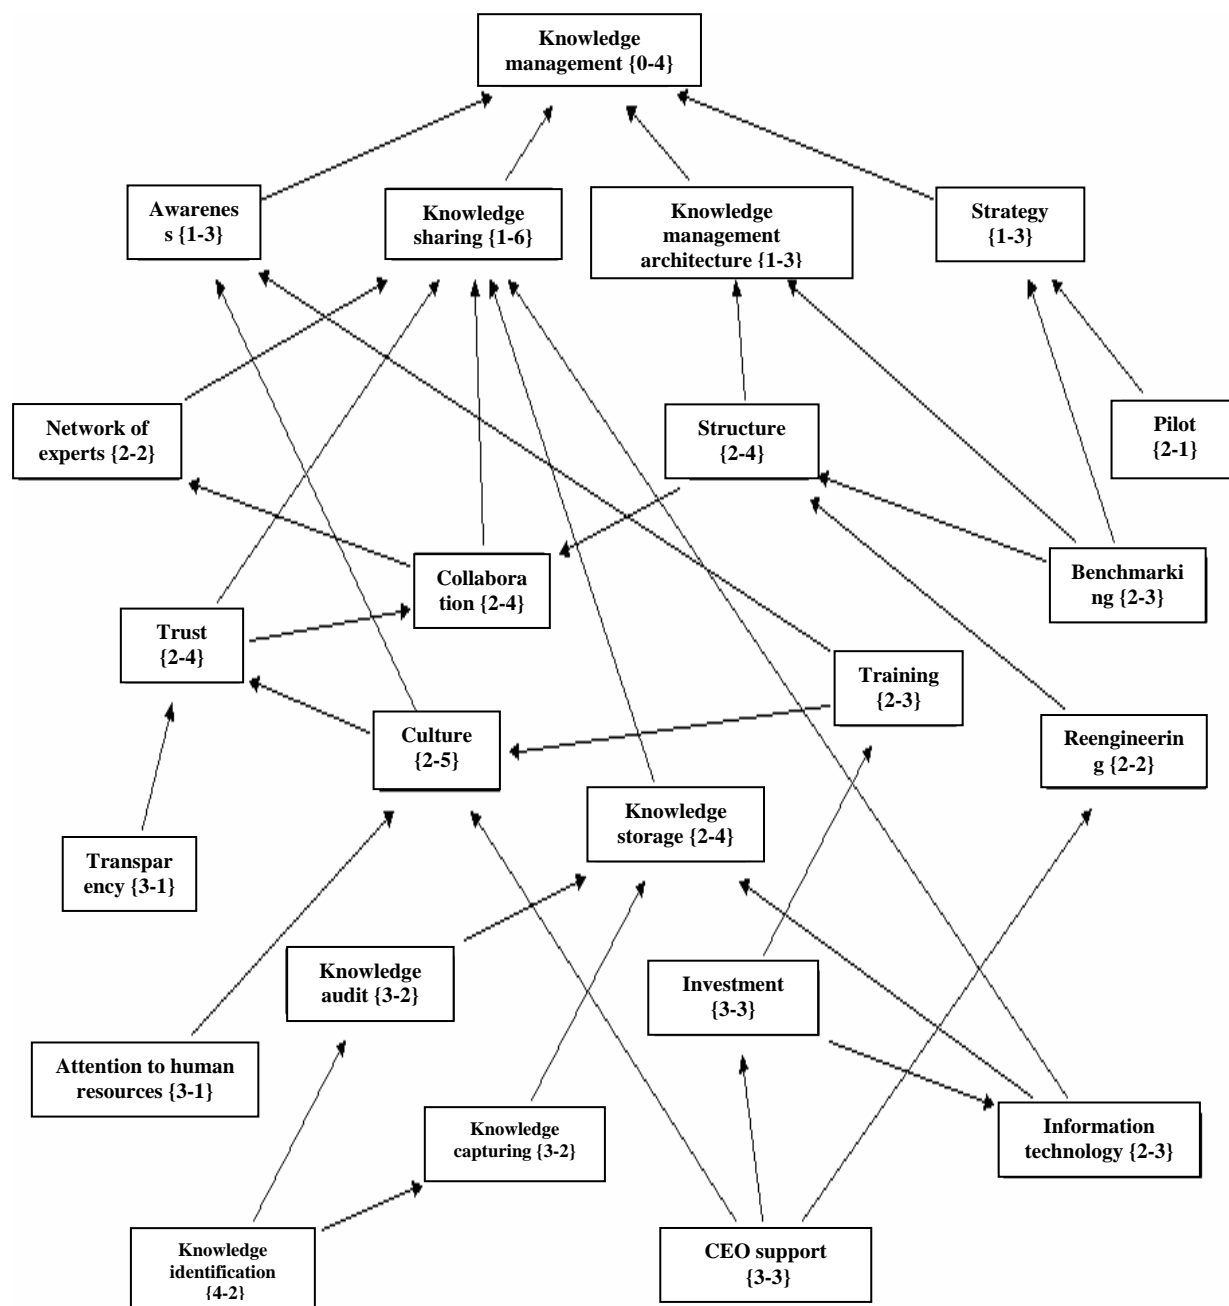 Knowledge
management {0-4}
Awarenes
s {1-3}
Knowledge
sharing {1-6}
Knowledge
management
architecture {1-3}
Strategy
{1-3}
Network of
experts {2-2}
Structure
{2-4}
Pilot
{2-1}
Collabora
tion {2-4}
Benchmarki
ng {2-3}
Trust
{2-4}
Training
{2-3}
Culture
{2-5}
Reengineerin
g {2-2}
Knowledge
storage {2-4}
Transpar
ency {3-1}
Knowledge
audit {3-2}
Investment
{3-3}
Attention to human
resources {3-1}
Knowledge
capturing {3-2}
Information
technology {2-3}
Knowledge
identification
{4-2}
CEO support
{3-3}